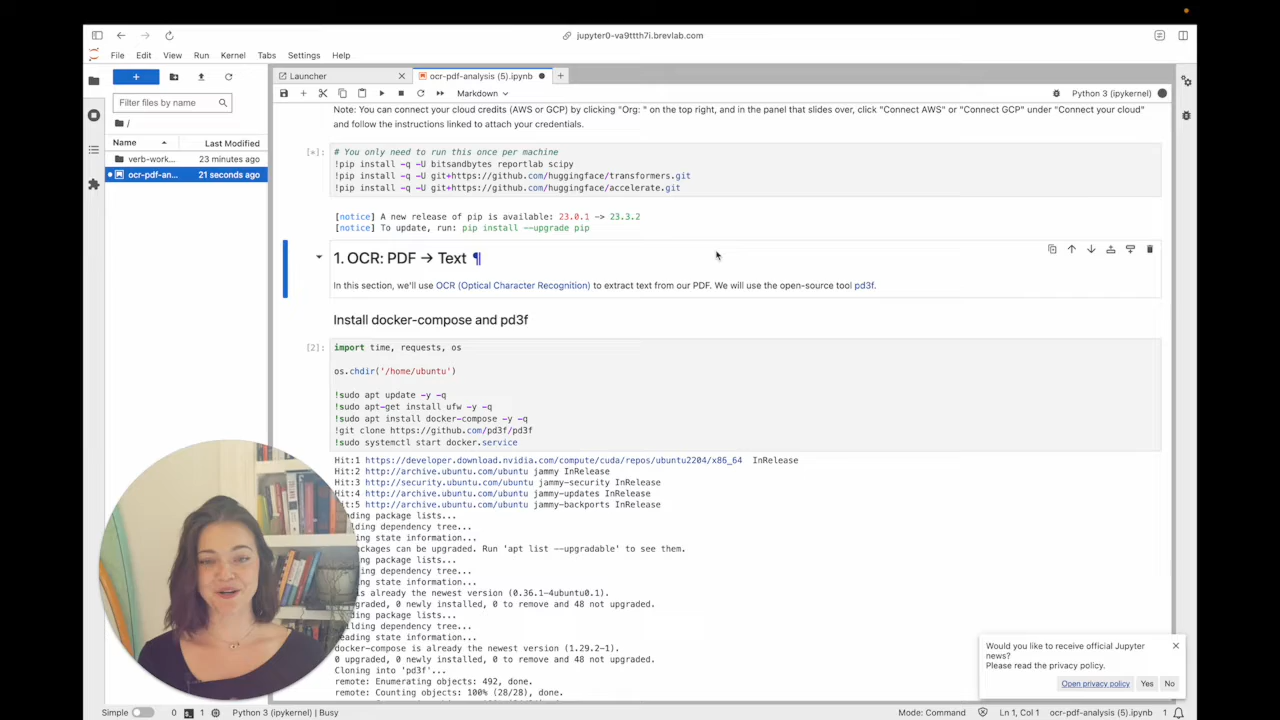 jupyter0-va9ttth7i.brevlab.com
File Edit View Run Kernel Tabs Settings Help
Launcher
ocr-pdf-analysis (5).ipynb
Markdown
Python 3 (ipykernel)
Filter files by name
/
Name Last Modified
verb-work... 23 minutes ago
ocr-pdf-an... 21 seconds ago
Note: You can connect your cloud credits (AWS or GCP) by clicking "Org: " on the top right, and in the panel that slides over, click "Connect AWS" or "Connect GCP" under "Connect your cloud"
and follow the instructions linked to attach your credentials.
[*]: # You only need to run this once per machine
!pip install -q -U bitsandbytes reportlab scipy
!pip install -q -U git+https://github.com/huggingface/transformers.git
!pip install -q -U git+https://github.com/huggingface/accelerate.git
[notice] A new release of pip is available: 23.0.1 -> 23.3.2
[notice] To update, run: pip install --upgrade pip
1. OCR: PDF → Text ¶
In this section, we'll use OCR (Optical Character Recognition) to extract text from our PDF. We will use the open-source tool pd3f.
Install docker-compose and pd3f
[2]: import time, requests, os
os.chdir('/home/ubuntu')
!sudo apt update -y -q
!sudo apt-get install ufw -y -q
!sudo apt install docker-compose -y -q
!git clone https://github.com/pd3f/pd3f
!sudo systemctl start docker.service
Hit:1 https://developer.download.nvidia.com/compute/cuda/repos/ubuntu2204/x86_64 InRelease
Hit:2 http://archive.ubuntu.com/ubuntu jammy InRelease
Hit:3 http://security.ubuntu.com/ubuntu jammy-security InRelease
Hit:4 http://archive.ubuntu.com/ubuntu jammy-updates InRelease
it:5 http://archive.ubuntu.com/ubuntu jammy-backports InRelease
ading package lists...
ilding dependency tree...
ading state information...
ackages can be upgraded. Run 'apt list --upgradable' to see them.
ading package lists...
ilding dependency tree...
ading state information...
is already the newest version (0.36.1-4ubuntu0.1).
graded, 0 newly installed, 0 to remove and 48 not upgraded.
ading package lists...
ilding dependency tree...
eading state information...
docker-compose is already the newest version (1.29.2-1).
0 upgraded, 0 newly installed, 0 to remove and 48 not upgraded.
Cloning into 'pd3f'...
remote: Enumerating objects: 492, done.
remote: Counting objects: 100% (28/28), done.
Would you like to receive official Jupyter
news?
Please read the privacy policy.
Open privacy policy Yes No
Simple 0 1 Python 3 (ipykernel) | Busy
Mode: Command Ln 1, Col 1 ocr-pdf-analysis (5).ipynb 1